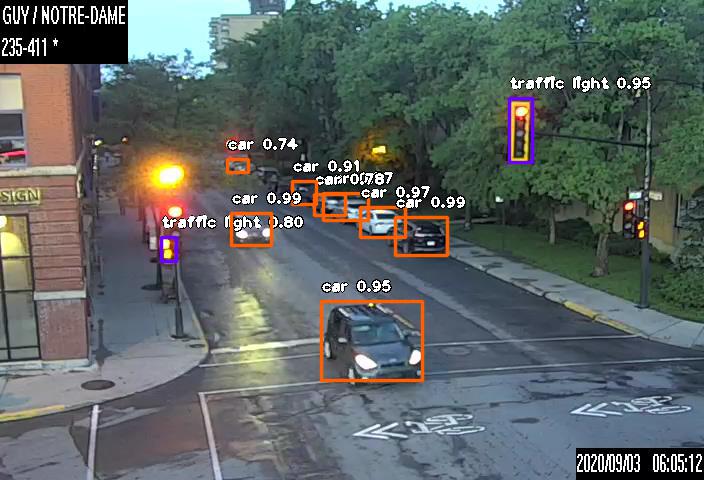 GUY / NOTRE-DAME
235-411 *
traffic light 0.95
car 0.74
car 0.91
car 0.97
car 0.99
car 0.99
SIGN
traffic light 0.80
car 0.95
2020/09/03 06:05:12